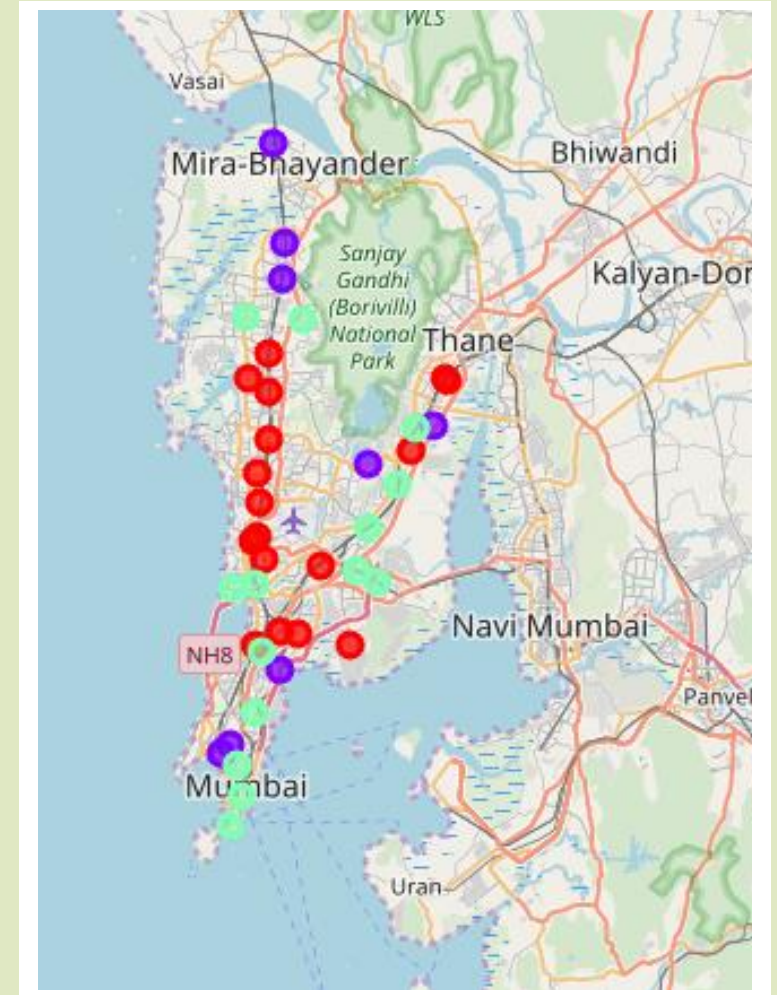 WLS
Vasai
Mira-Bhayander
Bhiwandi
Sanjay
Gandhi
(Borivilli)
National
Park
Kalyan-Dor
Thane
Navi Mumbai
NH8
Panvel
Mumbai
Uran